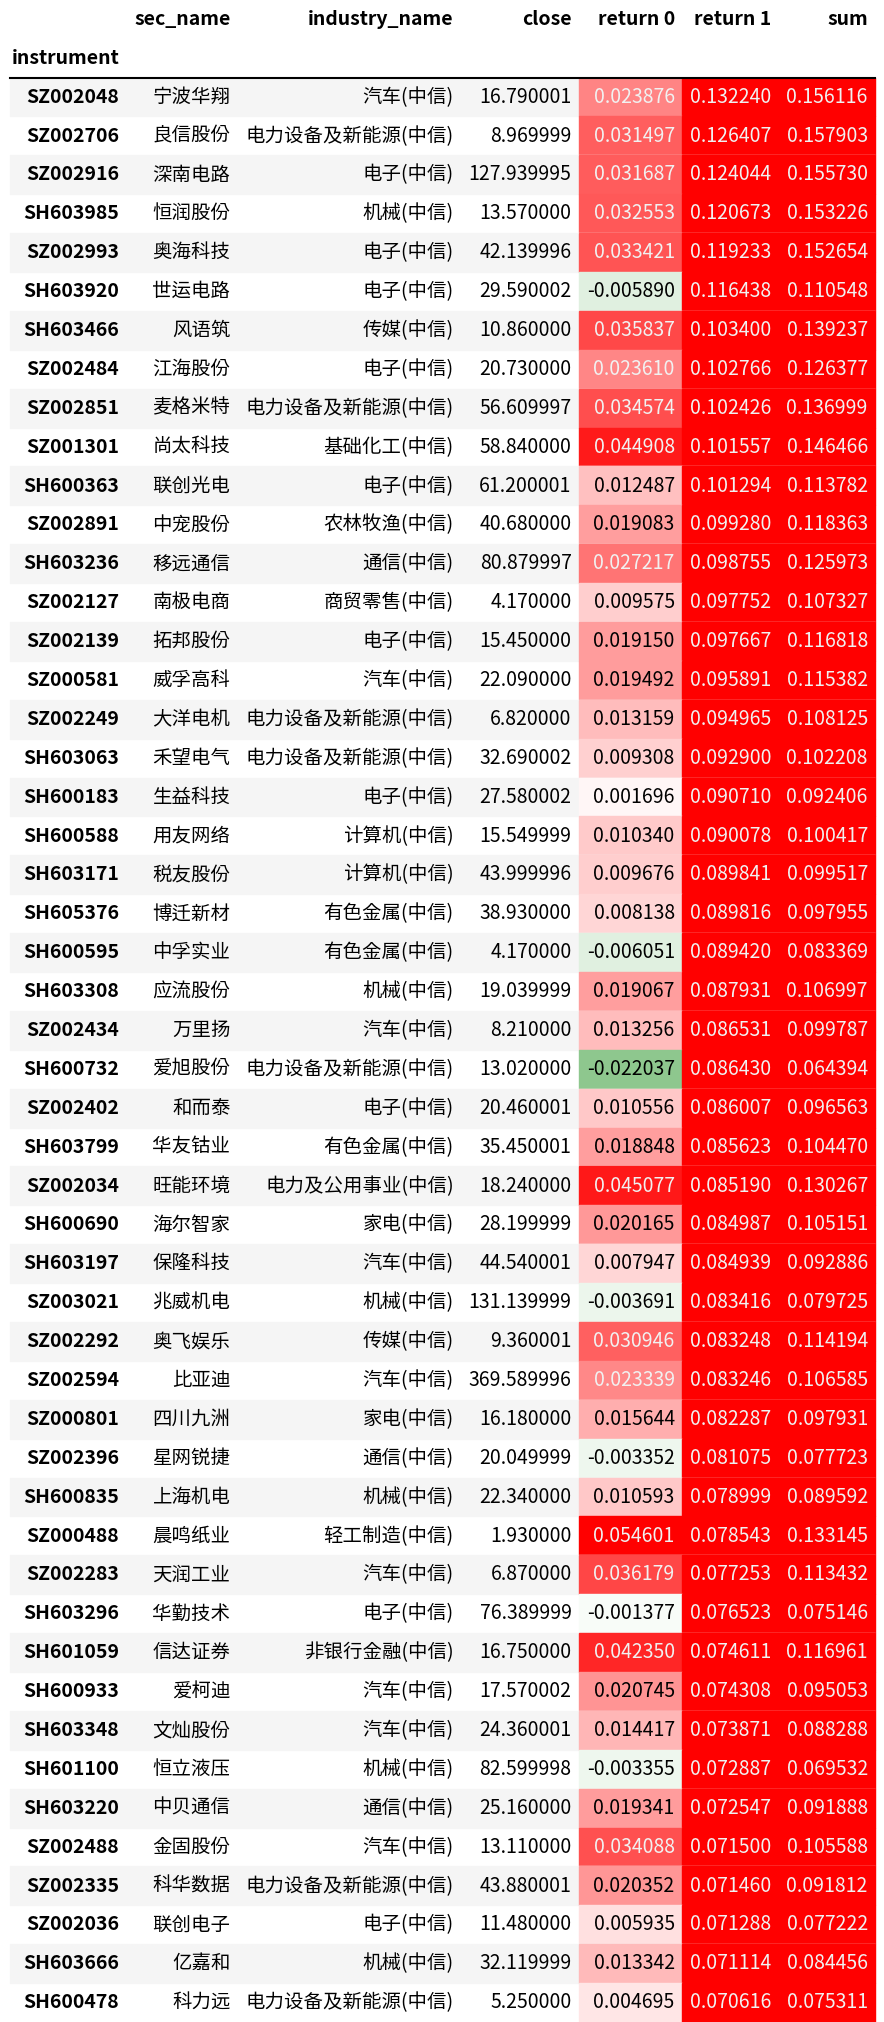 sec_name industry_name close return 0 return 1 sum
instrument
SZ002048 宁波华翔 汽车(中信) 16.790001 0.023876 0.132240 0.156116
SZ002706 良信股份 电力设备及新能源(中信) 8.969999 0.031497 0.126407 0.157903
SZ002916 深南电路 电子(中信) 127.939995 0.031687 0.124044 0.155730
SH603985 恒润股份 机械(中信) 13.570000 0.032553 0.120673 0.153226
SZ002993 奥海科技 电子(中信) 42.139996 0.033421 0.119233 0.152654
SH603920 世运电路 电子(中信) 29.590002 -0.005890 0.116438 0.110548
SH603466 风语筑 传媒(中信) 10.860000 0.035837 0.103400 0.139237
SZ002484 江海股份 电子(中信) 20.730000 0.023610 0.102766 0.126377
SZ002851 麦格米特 电力设备及新能源(中信) 56.609997 0.034574 0.102426 0.136999
SZ001301 尚太科技 基础化工(中信) 58.840000 0.044908 0.101557 0.146466
SH600363 联创光电 电子(中信) 61.200001 0.012487 0.101294 0.113782
SZ002891 中宠股份 农林牧渔(中信) 40.680000 0.019083 0.099280 0.118363
SH603236 移远通信 通信(中信) 80.879997 0.027217 0.098755 0.125973
SZ002127 南极电商 商贸零售(中信) 4.170000 0.009575 0.097752 0.107327
SZ002139 拓邦股份 电子(中信) 15.450000 0.019150 0.097667 0.116818
SZ000581 威孚高科 汽车(中信) 22.090000 0.019492 0.095891 0.115382
SZ002249 大洋电机 电力设备及新能源(中信) 6.820000 0.013159 0.094965 0.108125
SH603063 禾望电气 电力设备及新能源(中信) 32.690002 0.009308 0.092900 0.102208
SH600183 生益科技 电子(中信) 27.580002 0.001696 0.090710 0.092406
SH600588 用友网络 计算机(中信) 15.549999 0.010340 0.090078 0.100417
SH603171 税友股份 计算机(中信) 43.999996 0.009676 0.089841 0.099517
SH605376 博迁新材 有色金属(中信) 38.930000 0.008138 0.089816 0.097955
SH600595 中孚实业 有色金属(中信) 4.170000 -0.006051 0.089420 0.083369
SH603308 应流股份 机械(中信) 19.039999 0.019067 0.087931 0.106997
SZ002434 万里扬 汽车(中信) 8.210000 0.013256 0.086531 0.099787
SH600732 爱旭股份 电力设备及新能源(中信) 13.020000 -0.022037 0.086430 0.064394
SZ002402 和而泰 电子(中信) 20.460001 0.010556 0.086007 0.096563
SH603799 华友钴业 有色金属(中信) 35.450001 0.018848 0.085623 0.104470
SZ002034 旺能环境 电力及公用事业(中信) 18.240000 0.045077 0.085190 0.130267
SH600690 海尔智家 家电(中信) 28.199999 0.020165 0.084987 0.105151
SH603197 保隆科技 汽车(中信) 44.540001 0.007947 0.084939 0.092886
SZ003021 兆威机电 机械(中信) 131.139999 -0.003691 0.083416 0.079725
SZ002292 奥飞娱乐 传媒(中信) 9.360001 0.030946 0.083248 0.114194
SZ002594 比亚迪 汽车(中信) 369.589996 0.023339 0.083246 0.106585
SZ000801 四川九洲 家电(中信) 16.180000 0.015644 0.082287 0.097931
SZ002396 星网锐捷 通信(中信) 20.049999 -0.003352 0.081075 0.077723
SH600835 上海机电 机械(中信) 22.340000 0.010593 0.078999 0.089592
SZ000488 晨鸣纸业 轻工制造(中信) 1.930000 0.054601 0.078543 0.133145
SZ002283 天润工业 汽车(中信) 6.870000 0.036179 0.077253 0.113432
SH603296 华勤技术 电子(中信) 76.389999 -0.001377 0.076523 0.075146
SH601059 信达证券 非银行金融(中信) 16.750000 0.042350 0.074611 0.116961
SH600933 爱柯迪 汽车(中信) 17.570002 0.020745 0.074308 0.095053
SH603348 文灿股份 汽车(中信) 24.360001 0.014417 0.073871 0.088288
SH601100 恒立液压 机械(中信) 82.599998 -0.003355 0.072887 0.069532
SH603220 中贝通信 通信(中信) 25.160000 0.019341 0.072547 0.091888
SZ002488 金固股份 汽车(中信) 13.110000 0.034088 0.071500 0.105588
SZ002335 科华数据 电力设备及新能源(中信) 43.880001 0.020352 0.071460 0.091812
SZ002036 联创电子 电子(中信) 11.480000 0.005935 0.071288 0.077222
SH603666 亿嘉和 机械(中信) 32.119999 0.013342 0.071114 0.084456
SH600478 科力远 电力设备及新能源(中信) 5.250000 0.004695 0.070616 0.075311